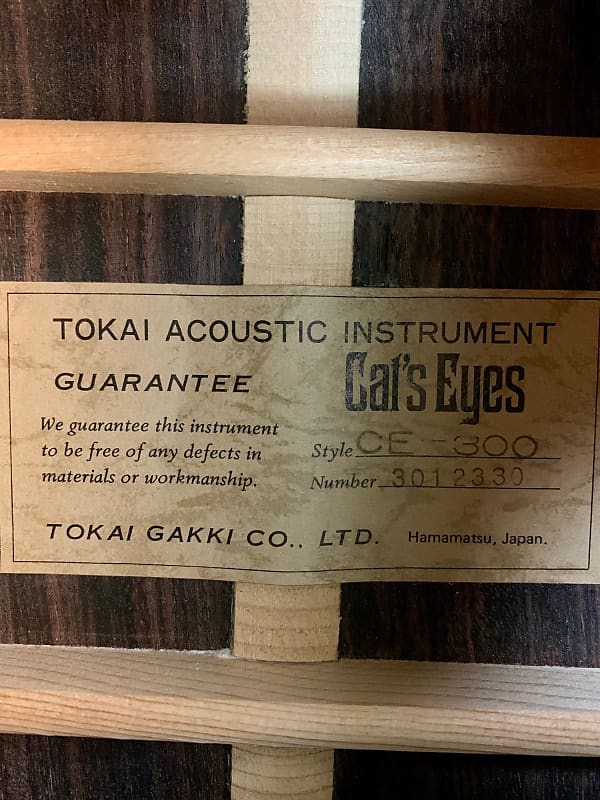 TOKAI ACOUSTIC INSTRUMENT
GUARANTEE
Cat's Eyes
We guarantee this instrument
to be free of any defects in
materials or workmanship.
Style CE-300
Number 3012330
TOKAI GAKKI CO., LTD. Hamamatsu, Japan.